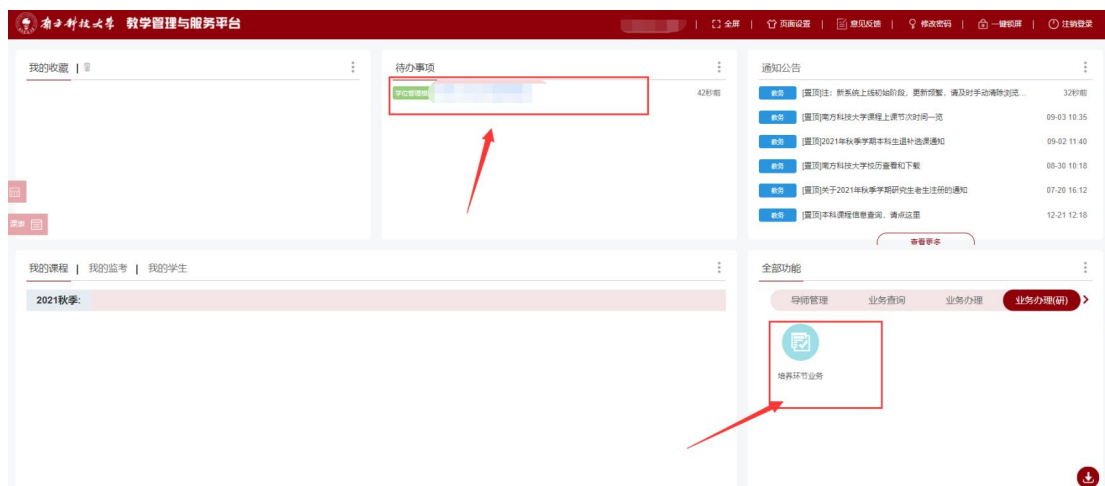 南方科技大学 教学管理与服务平台
全屏 | 页面设置 | 意见反馈 | 修改密码 | 一键锁屏 | 注销登录
我的收藏 |
待办事项
学位管理
42秒前
通知公告
教务 [置顶]注：新系统上线初始阶段，更新频繁，请及时手动清除浏览... 32秒前
教务 [置顶]南方科技大学课程上课节次时间一览 09-03 10:35
教务 [置顶]2021年秋季学期本科生退补选课通知 09-02 11:40
教务 [置顶]南方科技大学校历查看和下载 08-30 10:18
教务 [置顶]关于2021年秋季学期研究生老生注册的通知 07-20 16:12
教务 [置顶]本科课程信息查询，请点这里 12-21 12:18
查看更多
课表
我的课程 | 我的监考 | 我的学生
2021秋季:
全部功能
导师管理 业务查询 业务办理 业务办理(研)
培养环节业务